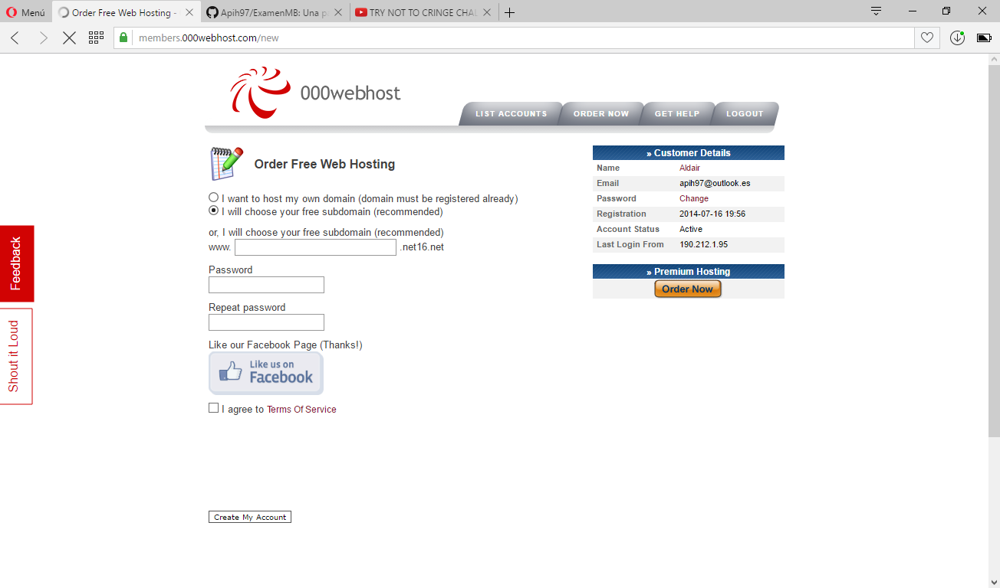 Menú
Order Free Web Hosting -
Apih97/ExamenMB: Una p
TRY NOT TO CRINGE CHAL
members.000webhost.com/new
000webhost
LIST ACCOUNTS
ORDER NOW
GET HELP
LOGOUT
Order Free Web Hosting
I want to host my own domain (domain must be registered already)
I will choose your free subdomain (recommended)
or, I will choose your free subdomain (recommended)
www. .net16.net
Password
Repeat password
Like our Facebook Page (Thanks!)
Like us on
Facebook
I agree to Terms Of Service
Create My Account
» Customer Details
Name Aldair
Email apih97@outlook.es
Password Change
Registration 2014-07-16 19:56
Account Status Active
Last Login From 190.212.1.95
» Premium Hosting
Order Now
Feedback
Shout it Loud